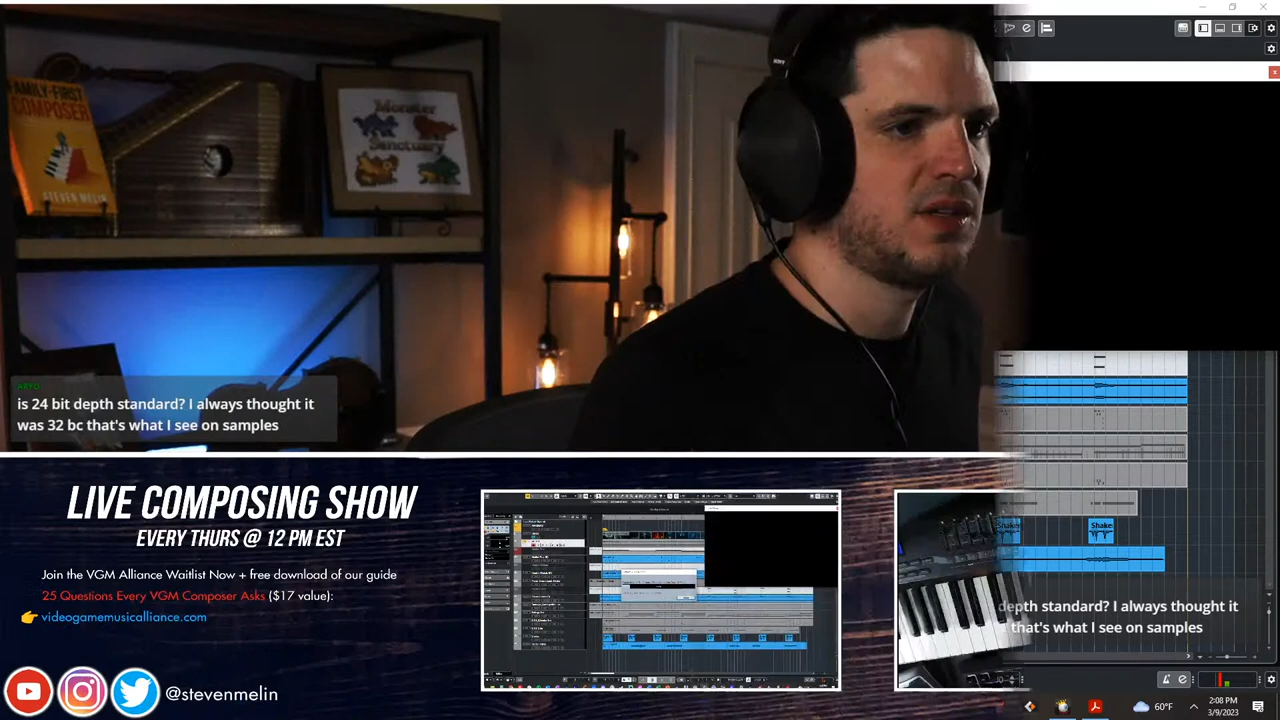 FAMILY-FIRST
COMPOSER
STEVEN MELIN
Monster
Sanctuary
SONY
ARYO
is 24 bit depth standard? I always thought it
was 32 bc that's what I see on samples
LIVE COMPOSING SHOW
EVERY THURS @ 12 PM EST
Join the VGM Alliance Waitlist Now + free download of our guide
25 Questions Every VGM Composer Asks ($17 value):
👉 videogamemusicalliance.com
@stevenmelin
Shake
depth standard? I always thought it
that's what I see on samples
60°F
2:08 PM
3/9/2023